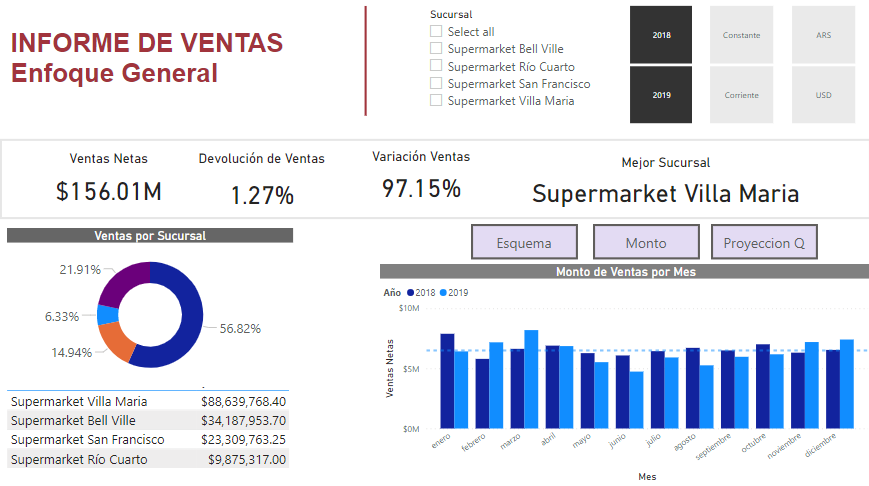 INFORME DE VENTAS
Enfoque General
Sucursal
Select all
Supermarket Bell Ville
Supermarket Río Cuarto
Supermarket San Francisco
Supermarket Villa Maria
2018
Constante
ARS
2019
Corriente
USD
Ventas Netas
$156.01M
Devolución de Ventas
1.27%
Variación Ventas
97.15%
Mejor Sucursal
Supermarket Villa Maria
Ventas por Sucursal
21.91%
6.33%
14.94%
56.82%
Supermarket Villa Maria $88,639,768.40
Supermarket Bell Ville $34,187,953.70
Supermarket San Francisco $23,309,763.25
Supermarket Río Cuarto $9,875,317.00
Esquema
Monto
Proyeccion Q
Monto de Ventas por Mes
Año 2018 2019
Ventas Netas
$10M
$5M
$0M
enero
febrero
marzo
abril
mayo
junio
julio
agosto
septiembre
octubre
noviembre
diciembre
Mes